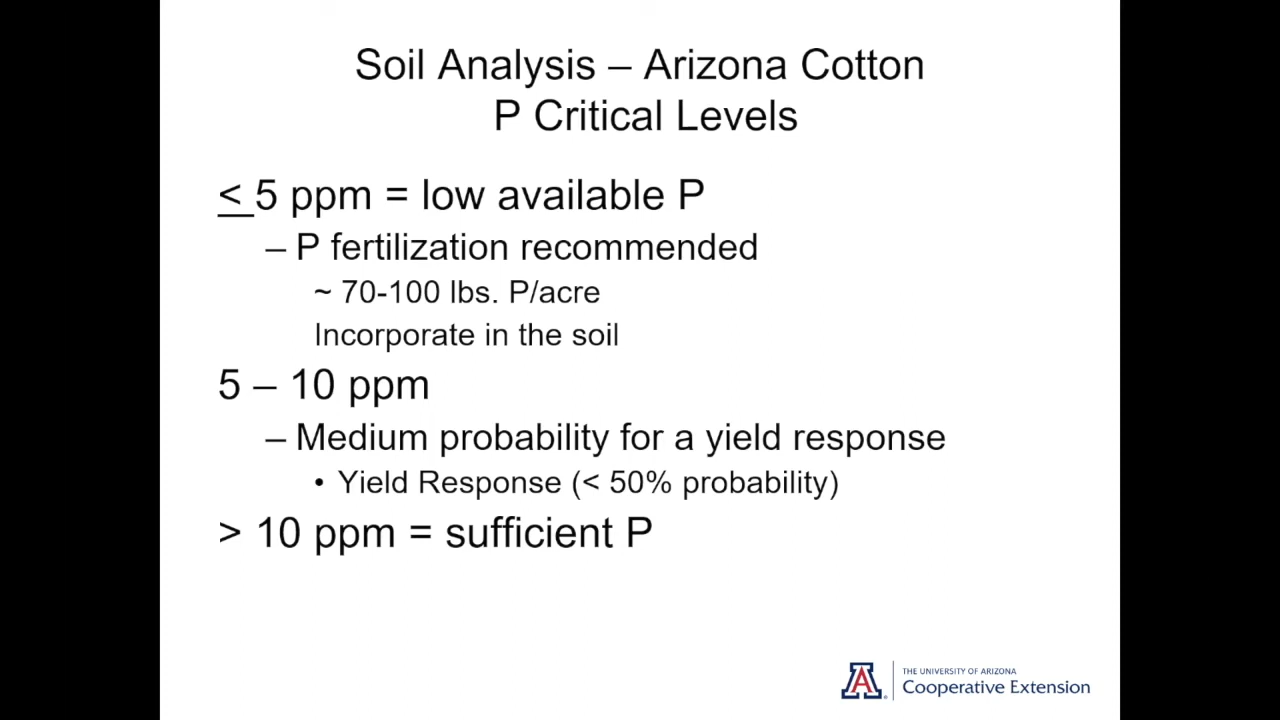 Soil Analysis – Arizona Cotton
P Critical Levels
< 5 ppm = low available P
– P fertilization recommended
~ 70-100 lbs. P/acre
Incorporate in the soil
5 – 10 ppm
– Medium probability for a yield response
• Yield Response (< 50% probability)
> 10 ppm = sufficient P
A
THE UNIVERSITY OF ARIZONA
Cooperative Extension